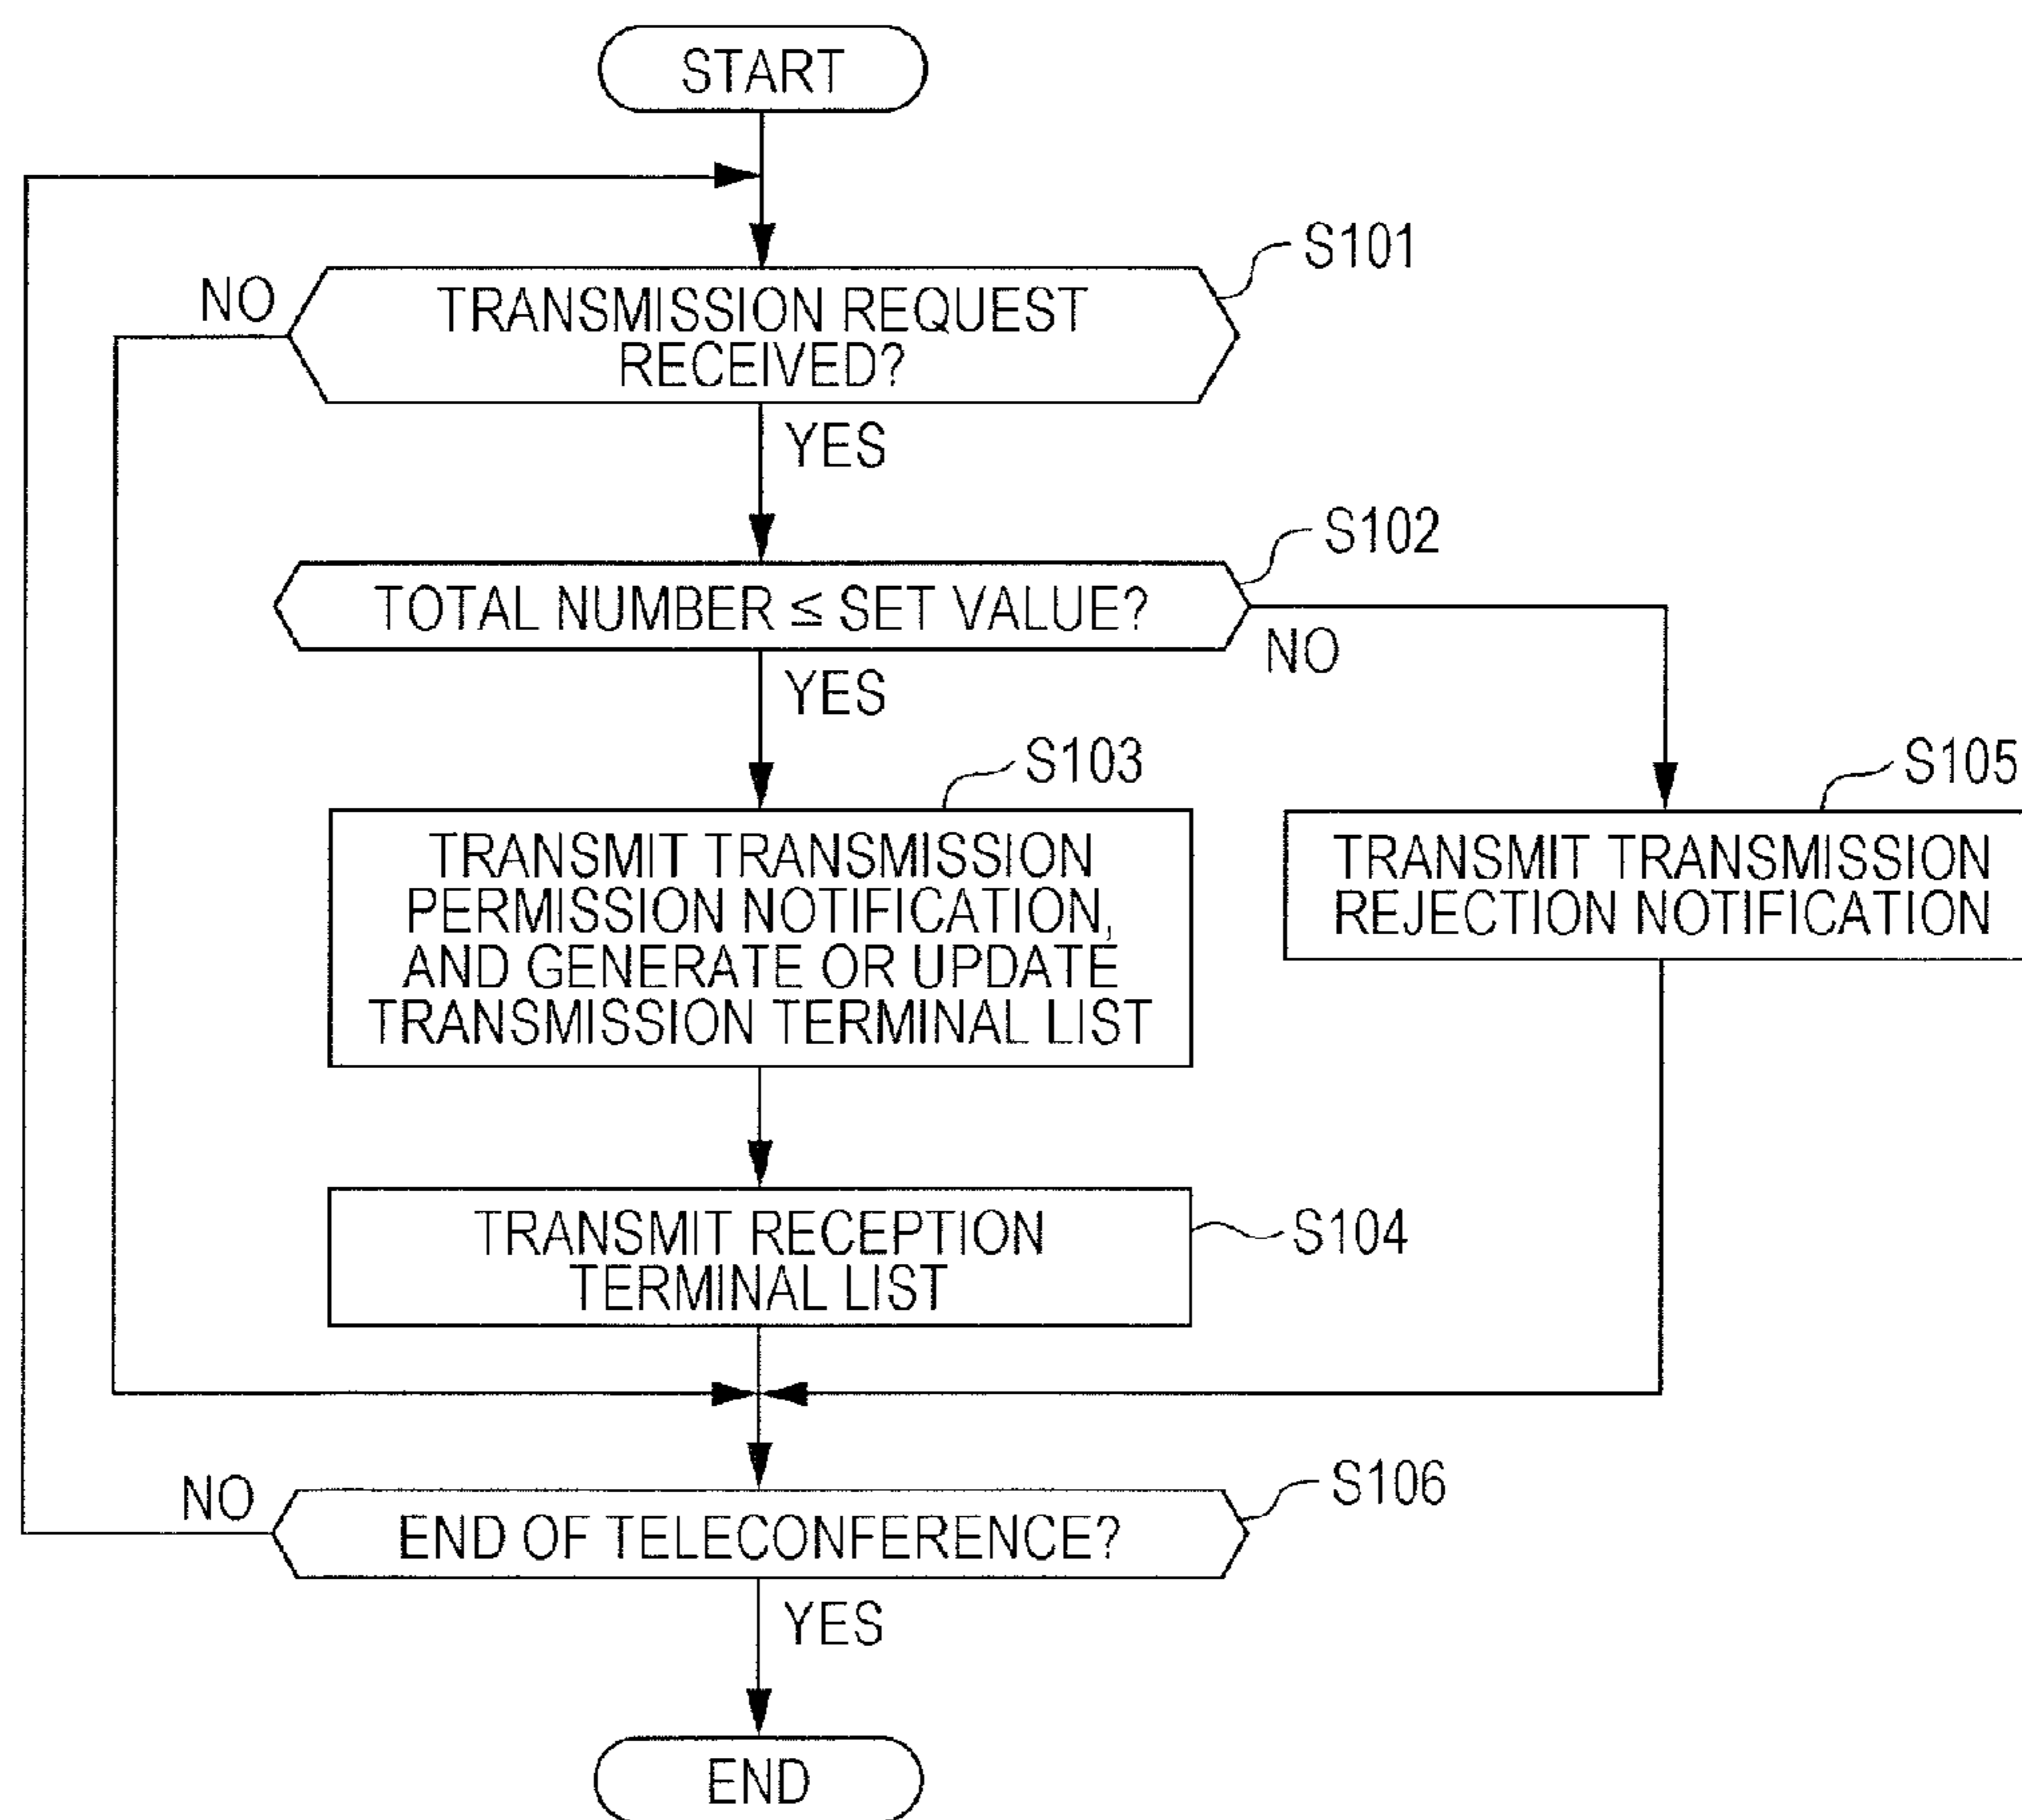 START
S101
NO
TRANSMISSION REQUEST
RECEIVED?
YES
S102
TOTAL NUMBER ≤ SET VALUE?
NO
YES
S103
S105
TRANSMIT TRANSMISSION
PERMISSION NOTIFICATION,
AND GENERATE OR UPDATE
TRANSMISSION TERMINAL LIST
TRANSMIT TRANSMISSION
REJECTION NOTIFICATION
TRANSMIT RECEPTION
TERMINAL LIST
S104
NO
S106
END OF TELECONFERENCE?
YES
END